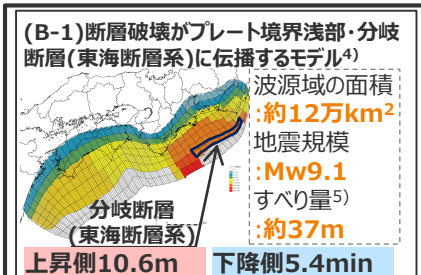 (B-1)断層破壊がプレート境界浅部・分岐
断層(東海断層系)に伝播するモデル4)
波源域の面積
:約12万km2
地震規模
:Mw9.1
すべり量5)
:約37m
分岐断層
(東海断層系)
上昇側10.6m 下降側5.4min